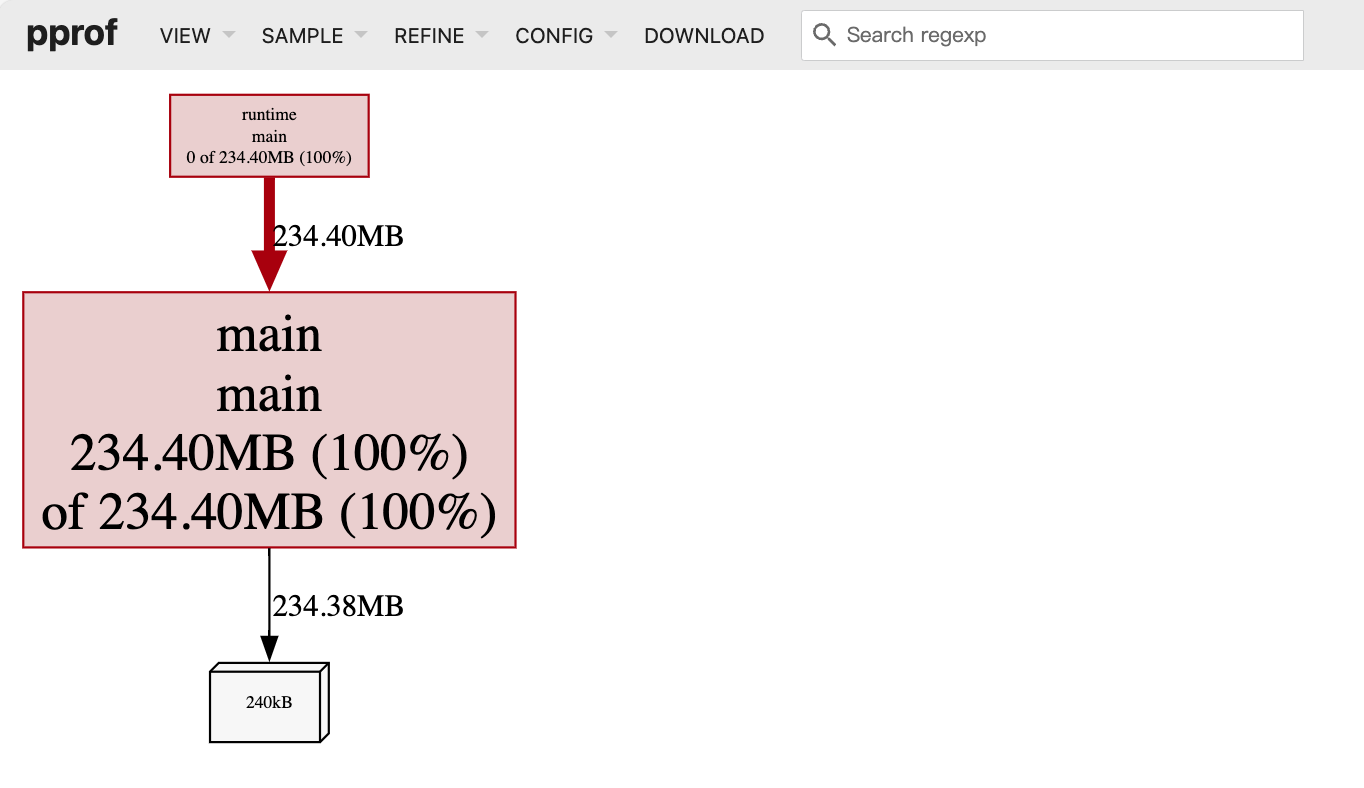 pprof VIEW SAMPLE REFINE CONFIG DOWNLOAD Search regexp
runtime
main
0 of 234.40MB (100%)
234.40MB
main
main
234.40MB (100%)
of 234.40MB (100%)
234.38MB
240kB